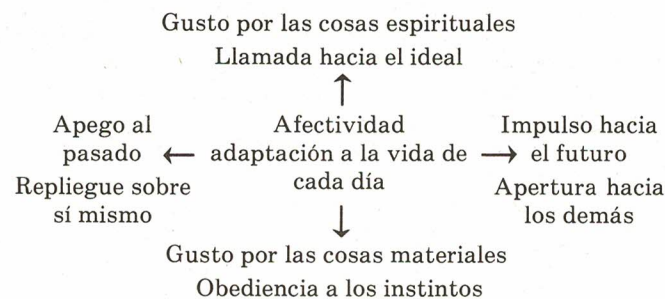 Gusto por las cosas espirituales
Llamada hacia el ideal
↑
Apego al Afectividad Impulso hacia
pasado ← adaptación a la vida de → el futuro
Repliegue sobre cada día Apertura hacia
sí mismo los demás
↓
Gusto por las cosas materiales
Obediencia a los instintos